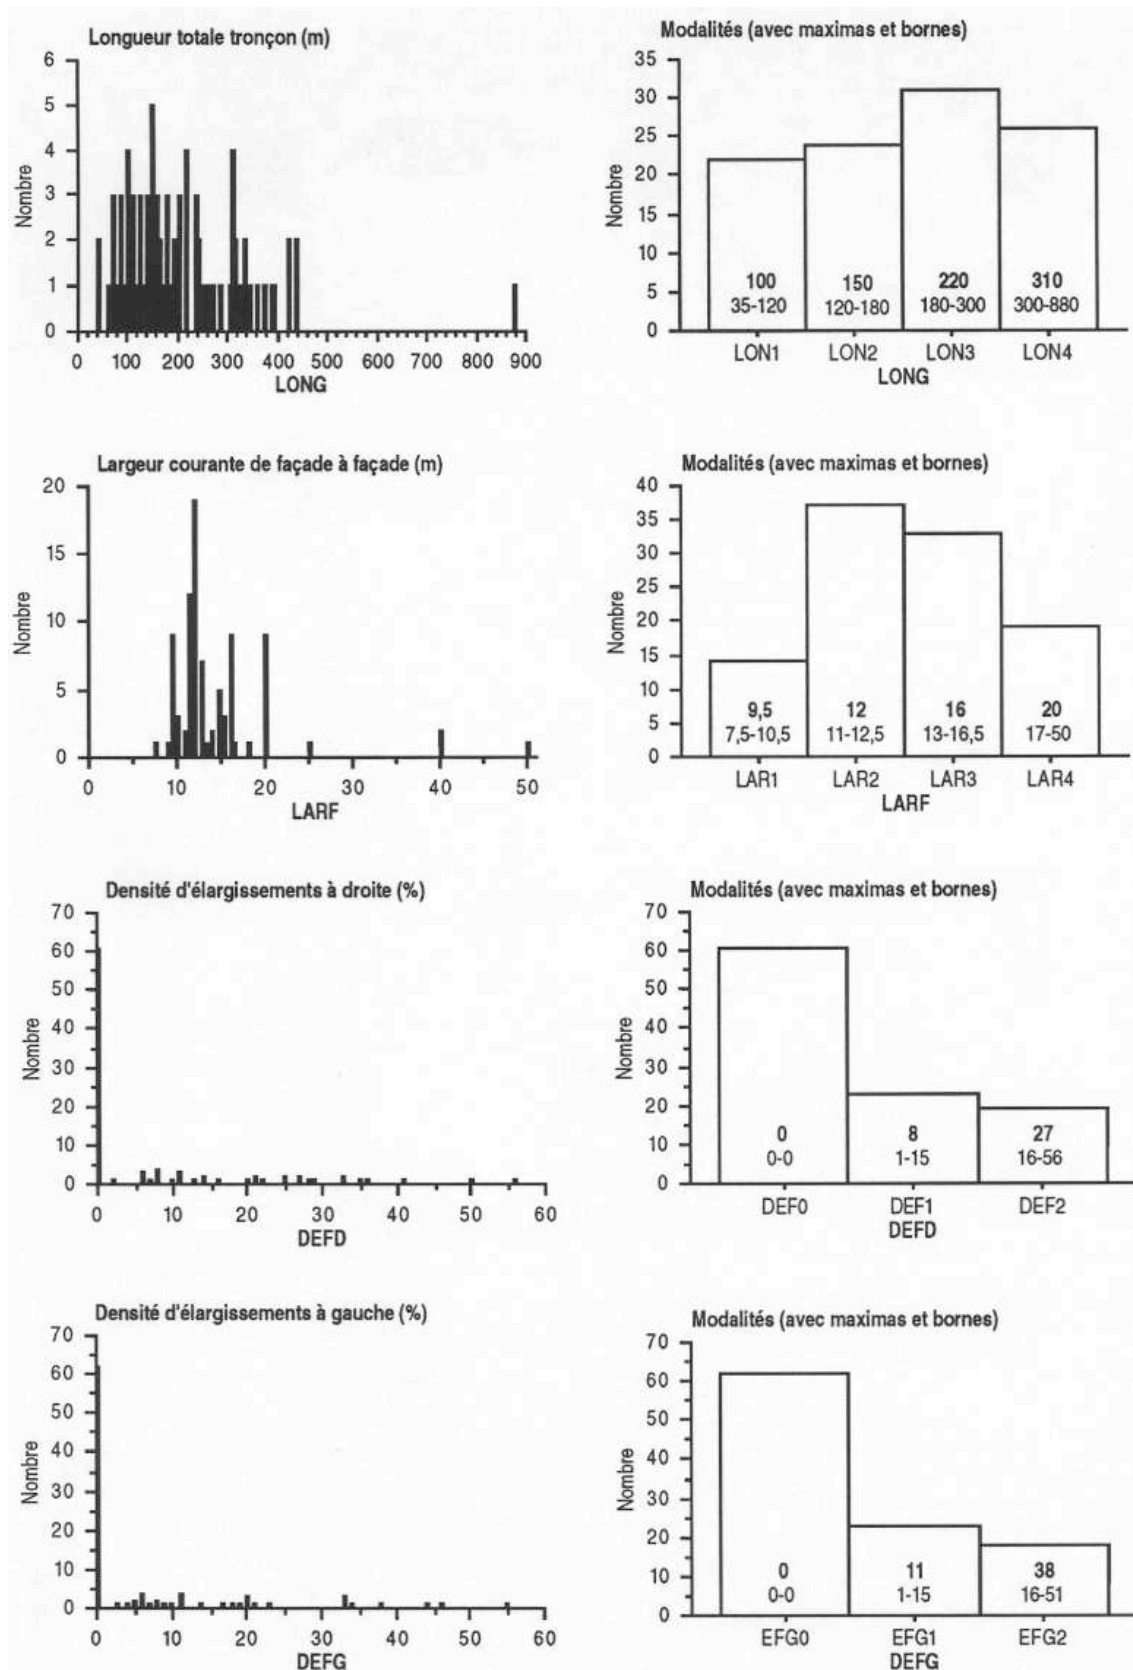 Longueur totale tronçon (m)
6
5
4
3
2
1
0
Nombre
0 100 200 300 400 500 600 700 800 900
LONG
Modalités (avec maximas et bornes)
35
30
25
20
15
10
5
0
Nombre
100 150 220 310
35-120 120-180 180-300 300-880
LON1 LON2 LON3 LON4
LONG
Largeur courante de façade à façade (m)
20
15
10
5
0
Nombre
0 10 20 30 40 50
LARF
Modalités (avec maximas et bornes)
40
35
30
25
20
15
10
5
0
Nombre
9,5 12 16 20
7,5-10,5 11-12,5 13-16,5 17-50
LAR1 LAR2 LAR3 LAR4
LARF
Densité d'élargissements à droite (%)
70
60
50
40
30
20
10
0
Nombre
0 10 20 30 40 50 60
DEFD
Modalités (avec maximas et bornes)
70
60
50
40
30
20
10
0
Nombre
0 8 27
0-0 1-15 16-56
DEF0 DEF1 DEF2
DEFD
Densité d'élargissements à gauche (%)
70
60
50
40
30
20
10
0
Nombre
0 10 20 30 40 50 60
DEFG
Modalités (avec maximas et bornes)
70
60
50
40
30
20
10
0
Nombre
0 11 38
0-0 1-15 16-51
EFG0 EFG1 EFG2
DEFG